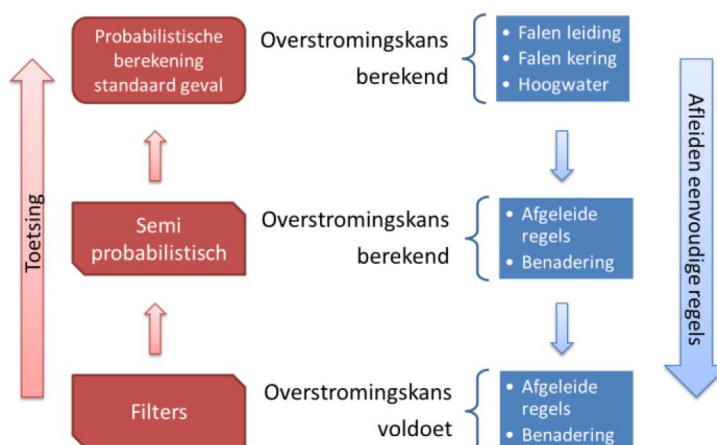 Probabilistische
berekening
standaard geval
Overstromingskans
berekend
• Falen leiding
• Falen kering
• Hoogwater
Toetsing
Afleiden eenvoudige regels
Semi
probabilistisch
Overstromingskans
berekend
• Afgeleide
regels
• Benadering
Filters
Overstromingskans
voldoet
• Afgeleide
regels
• Benadering